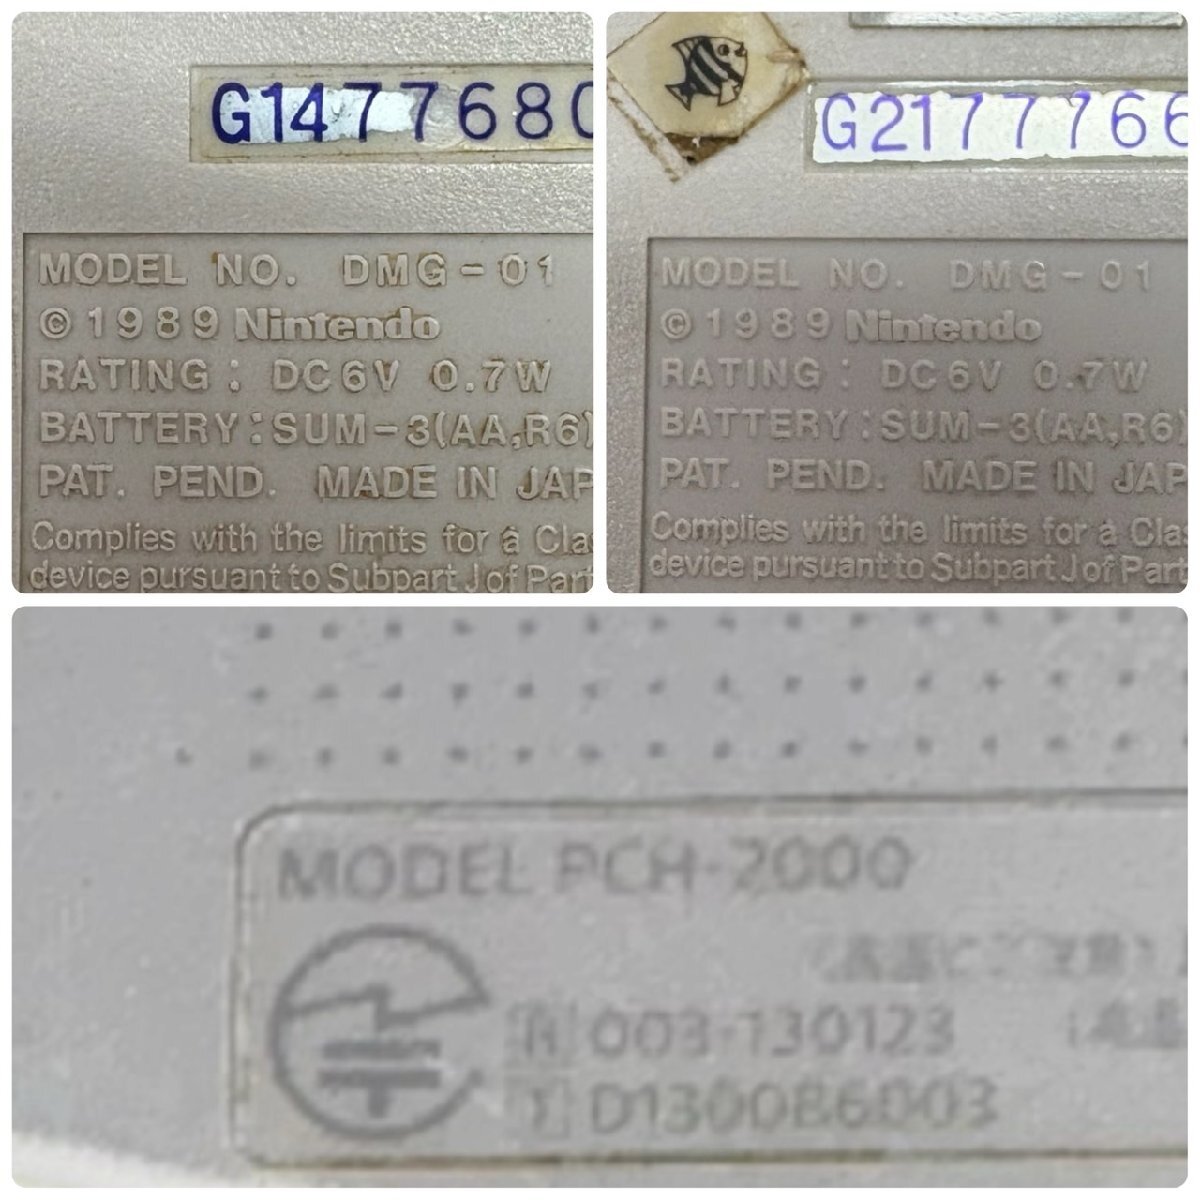 G1477680
MODEL NO. DMG-01
©1989 Nintendo
RATING: DC6V 0.7W
BATTERY:SUM-3(AA,R6)
PAT. PEND. MADE IN JAP
Complies with the limits for a Cla
device pursuant to Subpart J of Part
G2177766
MODEL NO. DMG-01
©1989 Nintendo
RATING: DC6V 0.7W
BATTERY:SUM-3(AA,R6)
PAT. PEND. MADE IN JAP
Complies with the limits for a Clas
device pursuant to Subpart J of Part
MODEL PCH-2000
R 003-130123
T D130086003